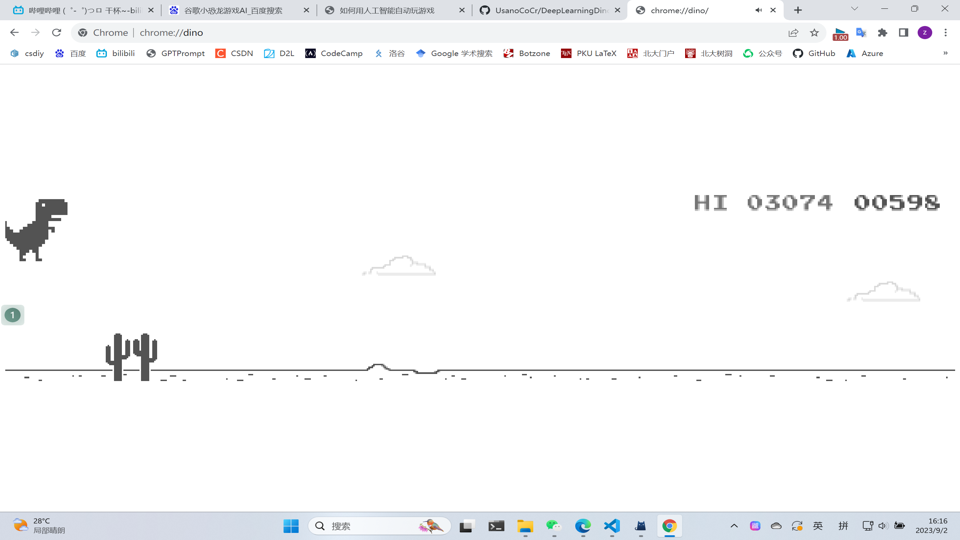 哔哩哔哩 (゜-゜)つロ 干杯~-bili
谷歌小恐龙游戏AI_百度搜索
如何用人工智能自动玩游戏
UsanoCoCr/DeepLearningDino
chrome://dino/
Chrome | chrome://dino
1.00
z
csdiy
百度
bilibili
GPTPrompt
CSDN
D2L
CodeCamp
洛谷
Google 学术搜索
Botzone
PKU LaTeX
北大门户
北大树洞
公众号
GitHub
Azure
»
HI 03074 00598
1
28°C
局部晴朗
搜索
英
拼
16:16
2023/9/2